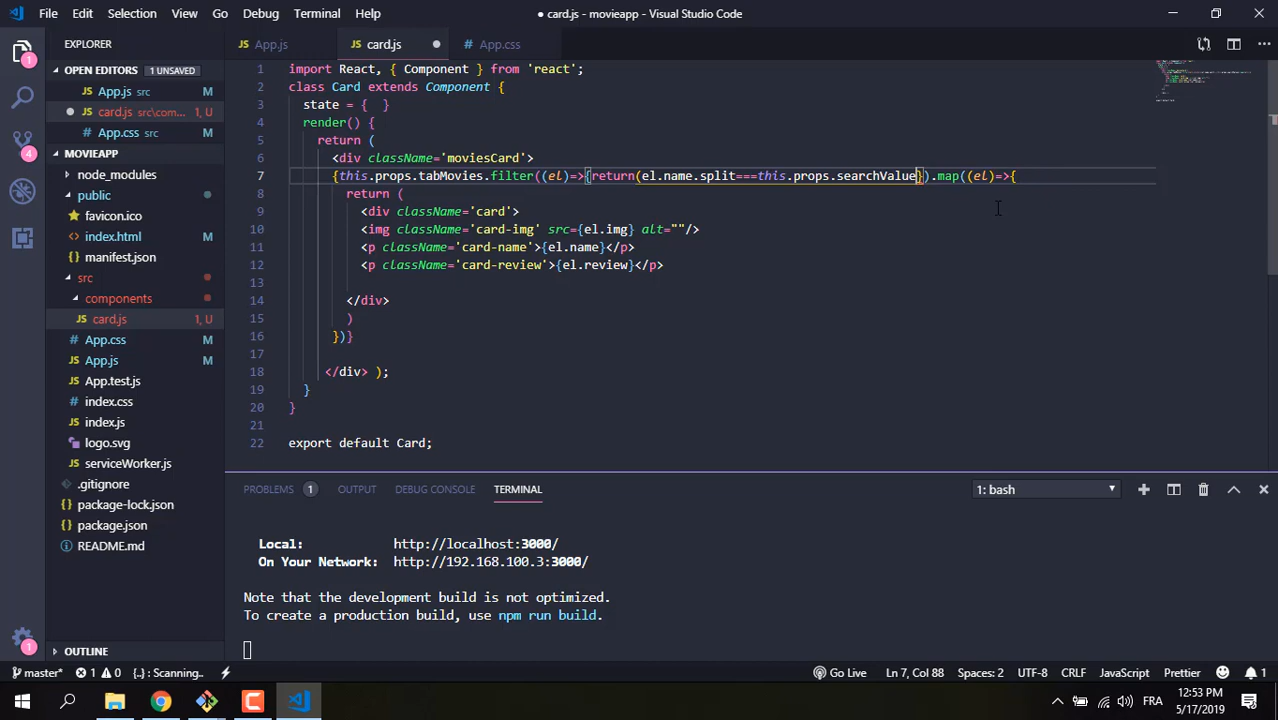 File Edit Selection View Go Debug Terminal Help
● card.js - movieapp - Visual Studio Code
EXPLORER
OPEN EDITORS 1 UNSAVED
JS App.js src M
JS card.js src\com... 1, U
# App.css src M
MOVIEAPP
node_modules
public
favicon.ico
index.html M
manifest.json
src
components
JS card.js 1, U
# App.css M
JS App.js M
JS App.test.js
# index.css
JS index.js
logo.svg
JS serviceWorker.js
.gitignore
package-lock.json
package.json
README.md
OUTLINE
1
4
1
JS App.js
JS card.js ●
# App.css
1 import React, { Component } from 'react';
2 class Card extends Component {
3 state = {  }
4 render() {
5 return (
6 <div className='moviesCard'>
7 {this.props.tabMovies.filter((el)=>{return(el.name.split===this.props.searchValue}).map((el)=>{
8 return (
9 <div className='card'>
10 <img className='card-img' src={el.img} alt=""/>
11 <p className='card-name'>{el.name}</p>
12 <p className='card-review'>{el.review}</p>
13
14 </div>
15 )
16 })}
17
18 </div> );
19 }
20 }
21
22 export default Card;
PROBLEMS 1 OUTPUT DEBUG CONSOLE TERMINAL
1: bash
Local: http://localhost:3000/
On Your Network: http://192.168.100.3:3000/
Note that the development build is not optimized.
To create a production build, use npm run build.
master* 1 0 {..} : Scanning.. Go Live Ln 7, Col 88 Spaces: 2 UTF-8 CRLF JavaScript Prettier 1
FRA
12:53 PM
5/17/2019